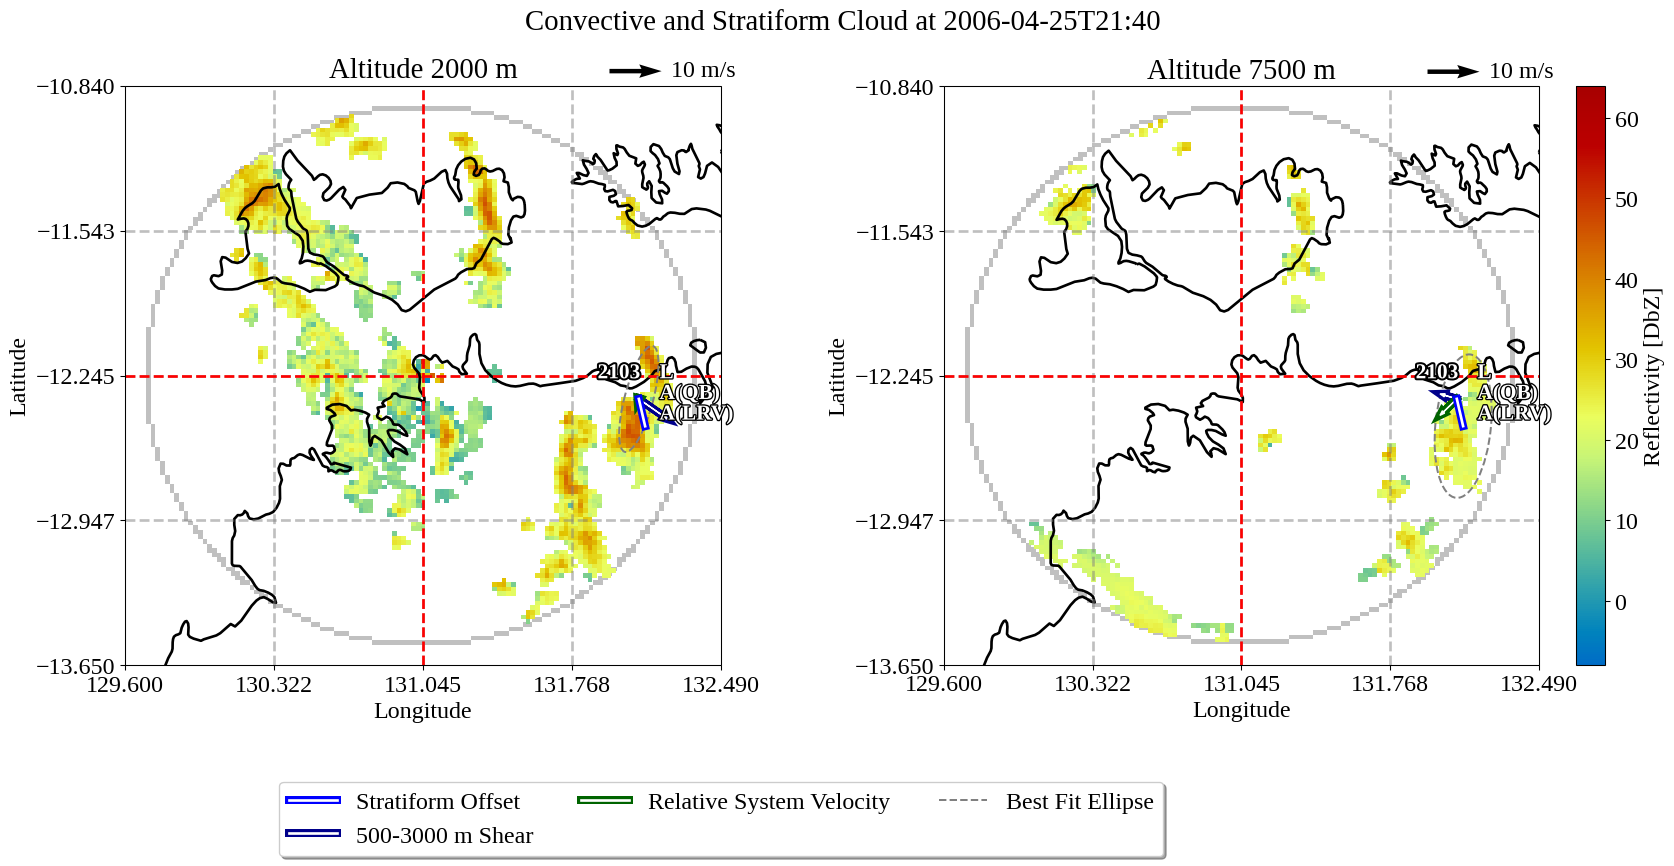 Convective and Stratiform Cloud at 2006-04-25T21:40
Altitude 2000 m
10 m/s
Altitude 7500 m
10 m/s
−10.840
−11.543
−12.245
−12.947
−13.650
129.600
130.322
131.045
131.768
132.490
Longitude
Latitude
2103
L
A(QB)
A(LRV)
−10.840
−11.543
−12.245
−12.947
−13.650
129.600
130.322
131.045
131.768
132.490
Longitude
Latitude
2103
L
A(QB)
A(LRV)
60
50
40
30
20
10
0
Reflectivity [DbZ]
Stratiform Offset
Relative System Velocity
Best Fit Ellipse
500-3000 m Shear